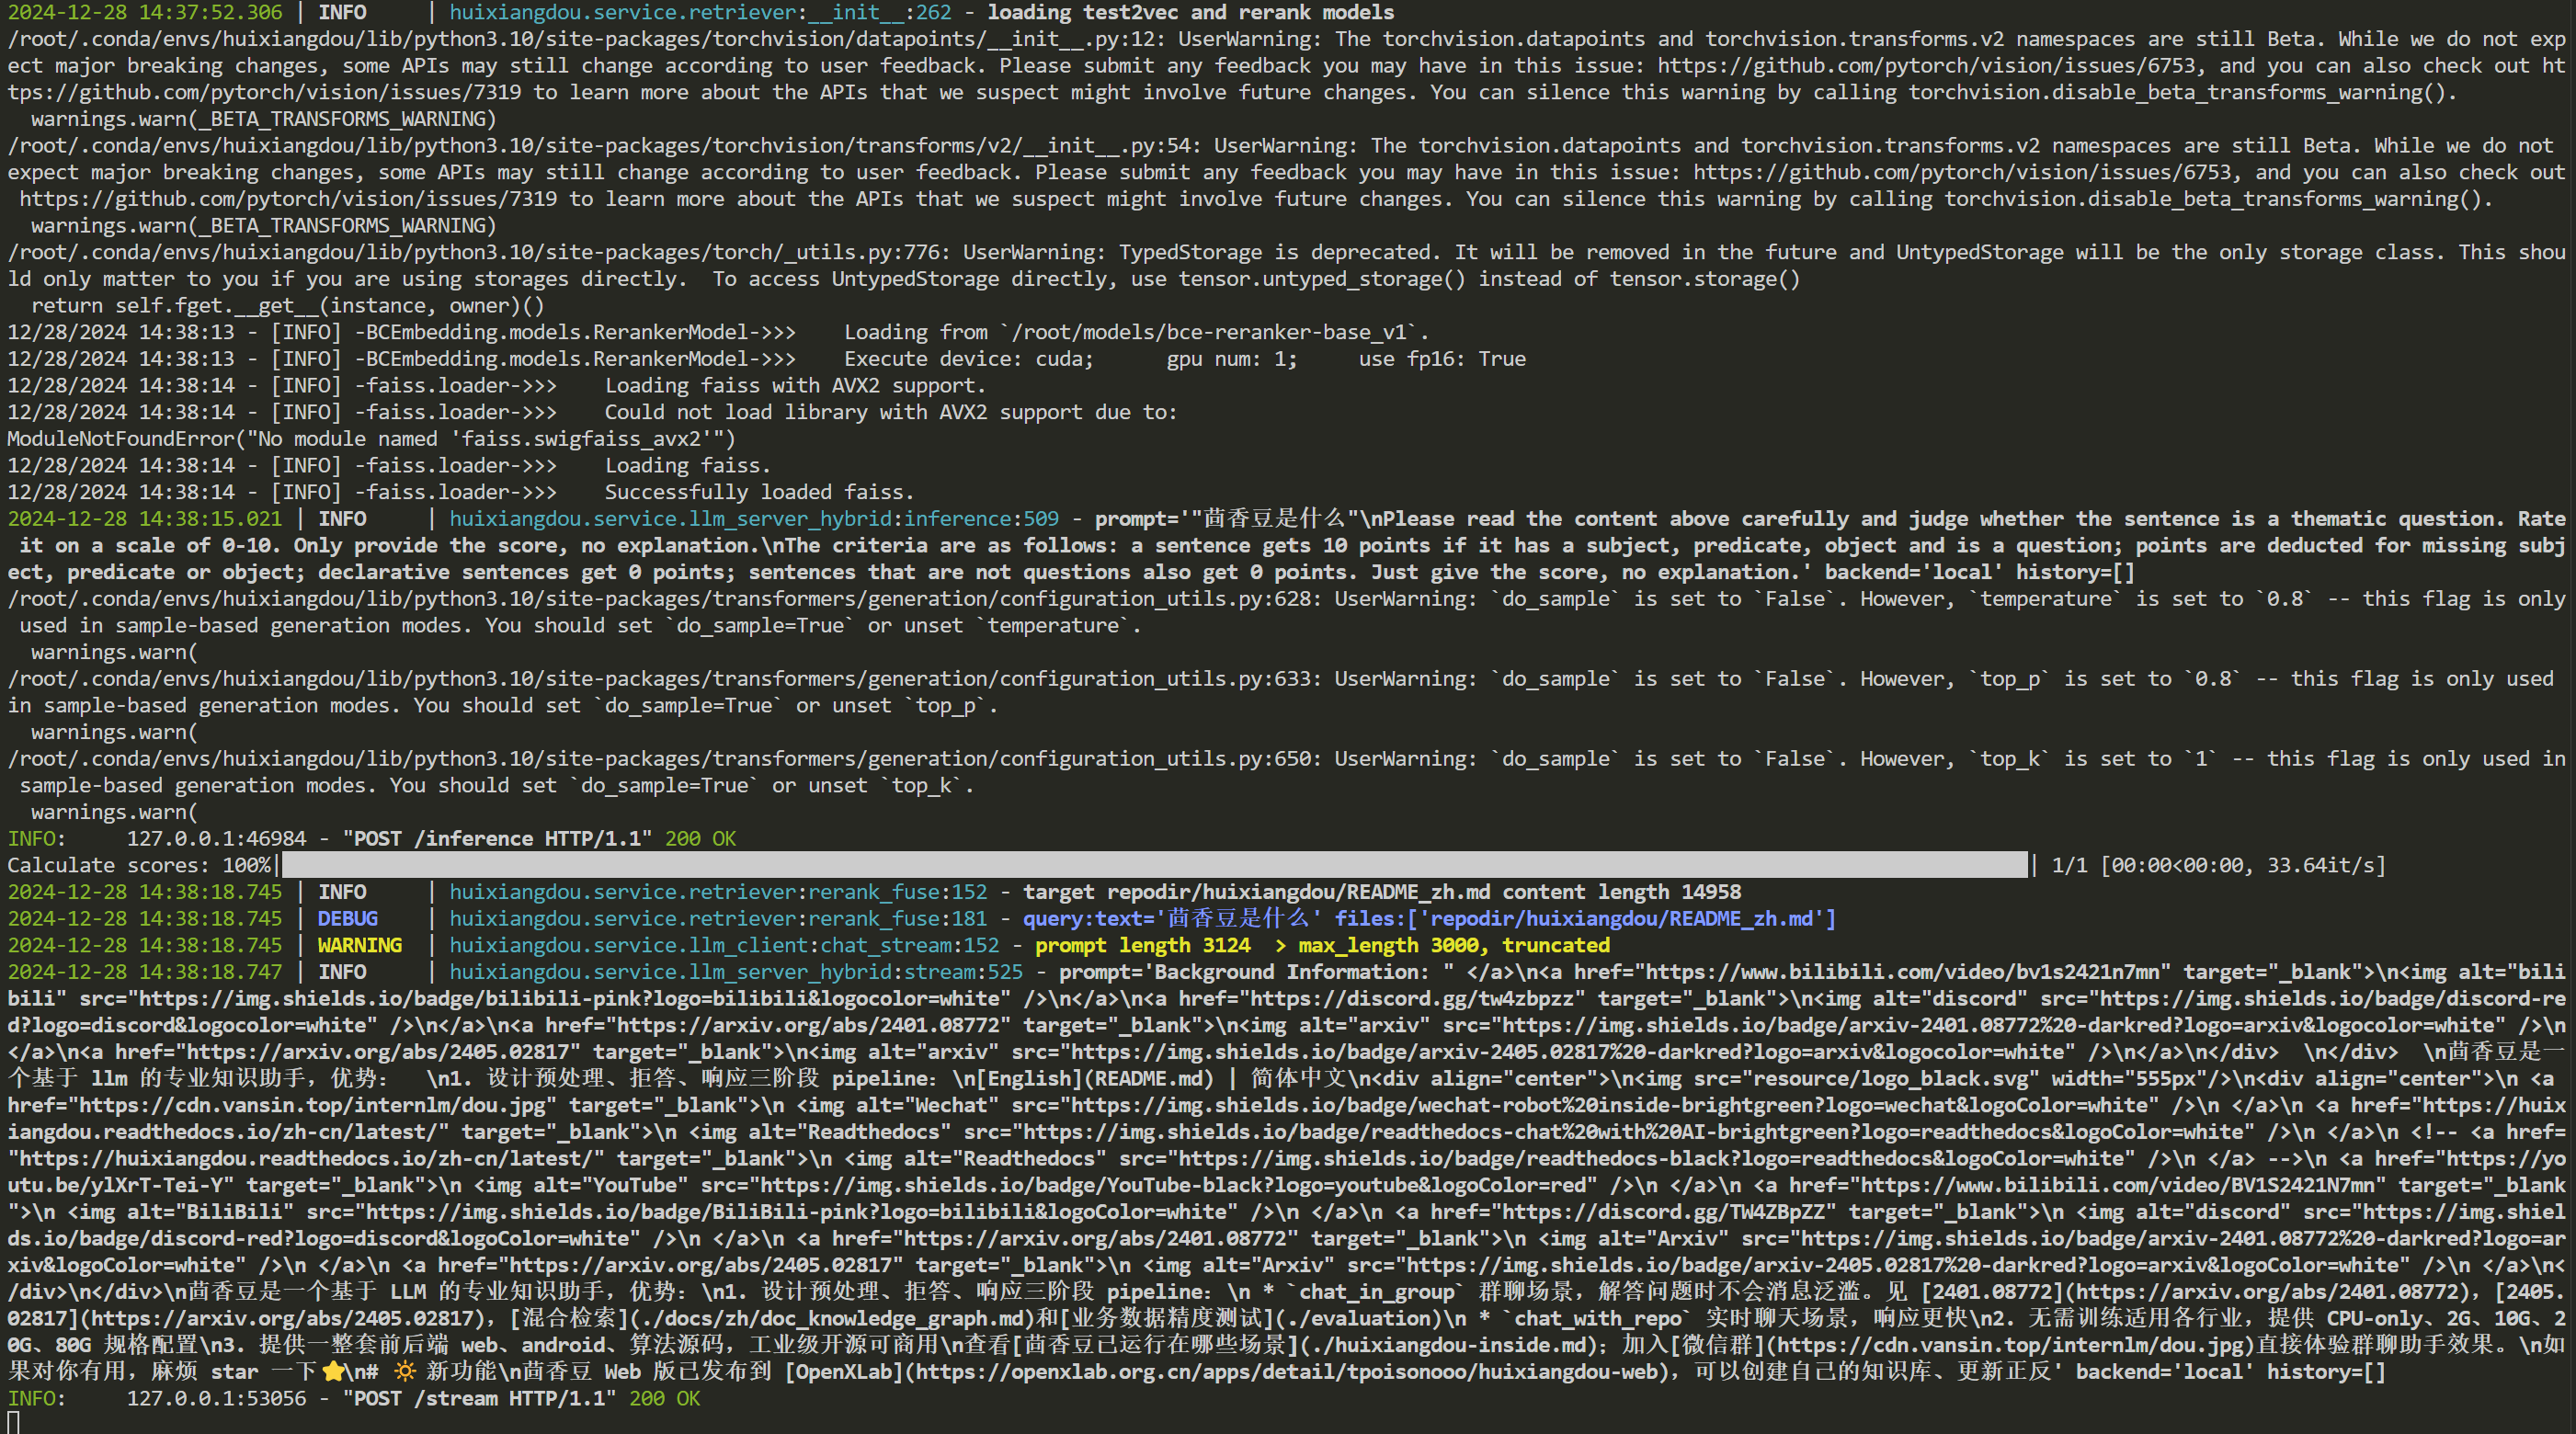 2024-12-28 14:37:52.306 | INFO     | huixiangdou.service.retriever:__init__:262 - loading test2vec and rerank models
/root/.conda/envs/huixiangdou/lib/python3.10/site-packages/torchvision/datapoints/__init__.py:12: UserWarning: The torchvision.datapoints and torchvision.transforms.v2 namespaces are still Beta. While we do not exp
ect major breaking changes, some APIs may still change according to user feedback. Please submit any feedback you may have in this issue: https://github.com/pytorch/vision/issues/6753, and you can also check out ht
tps://github.com/pytorch/vision/issues/7319 to learn more about the APIs that we suspect might involve future changes. You can silence this warning by calling torchvision.disable_beta_transforms_warning().
  warnings.warn(_BETA_TRANSFORMS_WARNING)
/root/.conda/envs/huixiangdou/lib/python3.10/site-packages/torchvision/transforms/v2/__init__.py:54: UserWarning: The torchvision.datapoints and torchvision.transforms.v2 namespaces are still Beta. While we do not
expect major breaking changes, some APIs may still change according to user feedback. Please submit any feedback you may have in this issue: https://github.com/pytorch/vision/issues/6753, and you can also check out
 https://github.com/pytorch/vision/issues/7319 to learn more about the APIs that we suspect might involve future changes. You can silence this warning by calling torchvision.disable_beta_transforms_warning().
  warnings.warn(_BETA_TRANSFORMS_WARNING)
/root/.conda/envs/huixiangdou/lib/python3.10/site-packages/torch/_utils.py:776: UserWarning: TypedStorage is deprecated. It will be removed in the future and UntypedStorage will be the only storage class. This shou
ld only matter to you if you are using storages directly.  To access UntypedStorage directly, use tensor.untyped_storage() instead of tensor.storage()
  return self.fget.__get__(instance, owner)()
12/28/2024 14:38:13 - [INFO] -BCEmbedding.models.RerankerModel->>>    Loading from `/root/models/bce-reranker-base_v1`.
12/28/2024 14:38:13 - [INFO] -BCEmbedding.models.RerankerModel->>>    Execute device: cuda;      gpu num: 1;     use fp16: True
12/28/2024 14:38:14 - [INFO] -faiss.loader->>>    Loading faiss with AVX2 support.
12/28/2024 14:38:14 - [INFO] -faiss.loader->>>    Could not load library with AVX2 support due to:
ModuleNotFoundError("No module named 'faiss.swigfaiss_avx2'")
12/28/2024 14:38:14 - [INFO] -faiss.loader->>>    Loading faiss.
12/28/2024 14:38:14 - [INFO] -faiss.loader->>>    Successfully loaded faiss.
2024-12-28 14:38:15.021 | INFO     | huixiangdou.service.llm_server_hybrid:inference:509 - prompt='"茴香豆是什么"\nPlease read the content above carefully and judge whether the sentence is a thematic question. Rate
 it on a scale of 0-10. Only provide the score, no explanation.\nThe criteria are as follows: a sentence gets 10 points if it has a subject, predicate, object and is a question; points are deducted for missing subj
ect, predicate or object; declarative sentences get 0 points; sentences that are not questions also get 0 points. Just give the score, no explanation.' backend='local' history=[]
/root/.conda/envs/huixiangdou/lib/python3.10/site-packages/transformers/generation/configuration_utils.py:628: UserWarning: `do_sample` is set to `False`. However, `temperature` is set to `0.8` -- this flag is only
 used in sample-based generation modes. You should set `do_sample=True` or unset `temperature`.
  warnings.warn(
/root/.conda/envs/huixiangdou/lib/python3.10/site-packages/transformers/generation/configuration_utils.py:633: UserWarning: `do_sample` is set to `False`. However, `top_p` is set to `0.8` -- this flag is only used
in sample-based generation modes. You should set `do_sample=True` or unset `top_p`.
  warnings.warn(
/root/.conda/envs/huixiangdou/lib/python3.10/site-packages/transformers/generation/configuration_utils.py:650: UserWarning: `do_sample` is set to `False`. However, `top_k` is set to `1` -- this flag is only used in
 sample-based generation modes. You should set `do_sample=True` or unset `top_k`.
  warnings.warn(
INFO:     127.0.0.1:46984 - "POST /inference HTTP/1.1" 200 OK
Calculate scores: 100%| | 1/1 [00:00<00:00, 33.64it/s]
2024-12-28 14:38:18.745 | INFO     | huixiangdou.service.retriever:rerank_fuse:152 - target repodir/huixiangdou/README_zh.md content length 14958
2024-12-28 14:38:18.745 | DEBUG    | huixiangdou.service.retriever:rerank_fuse:181 - query:text='茴香豆是什么' files:['repodir/huixiangdou/README_zh.md']
2024-12-28 14:38:18.745 | WARNING  | huixiangdou.service.llm_client:chat_stream:152 - prompt length 3124  > max_length 3000, truncated
2024-12-28 14:38:18.747 | INFO     | huixiangdou.service.llm_server_hybrid:stream:525 - prompt='Background Information: " </a>\n<a href="https://www.bilibili.com/video/bv1s2421n7mn" target="_blank">\n<img alt="bili
bili" src="https://img.shields.io/badge/bilibili-pink?logo=bilibili&logocolor=white" />\n</a>\n<a href="https://discord.gg/tw4zbpzz" target="_blank">\n<img alt="discord" src="https://img.shields.io/badge/discord-re
d?logo=discord&logocolor=white" />\n</a>\n<a href="https://arxiv.org/abs/2401.08772" target="_blank">\n<img alt="arxiv" src="https://img.shields.io/badge/arxiv-2401.08772%20-darkred?logo=arxiv&logocolor=white" />\n
</a>\n<a href="https://arxiv.org/abs/2405.02817" target="_blank">\n<img alt="arxiv" src="https://img.shields.io/badge/arxiv-2405.02817%20-darkred?logo=arxiv&logocolor=white" />\n</a>\n</div>  \n</div>  \n茴香豆是一
个基于 llm 的专业知识助手，优势：  \n1. 设计预处理、拒答、响应三阶段 pipeline：\n[English](README.md) | 简体中文\n<div align="center">\n<img src="resource/logo_black.svg" width="555px"/>\n<div align="center">\n <a
href="https://cdn.vansin.top/internlm/dou.jpg" target="_blank">\n <img alt="Wechat" src="https://img.shields.io/badge/wechat-robot%20inside-brightgreen?logo=wechat&logoColor=white" />\n </a>\n <a href="https://huix
iangdou.readthedocs.io/zh-cn/latest/" target="_blank">\n <img alt="Readthedocs" src="https://img.shields.io/badge/readthedocs-chat%20with%20AI-brightgreen?logo=readthedocs&logoColor=white" />\n </a>\n <!-- <a href=
"https://huixiangdou.readthedocs.io/zh-cn/latest/" target="_blank">\n <img alt="Readthedocs" src="https://img.shields.io/badge/readthedocs-black?logo=readthedocs&logoColor=white" />\n </a> -->\n <a href="https://yo
utu.be/ylXrT-Tei-Y" target="_blank">\n <img alt="YouTube" src="https://img.shields.io/badge/YouTube-black?logo=youtube&logoColor=red" />\n </a>\n <a href="https://www.bilibili.com/video/BV1S2421N7mn" target="_blank
">\n <img alt="BiliBili" src="https://img.shields.io/badge/BiliBili-pink?logo=bilibili&logoColor=white" />\n </a>\n <a href="https://discord.gg/TW4ZBpZZ" target="_blank">\n <img alt="discord" src="https://img.shiel
ds.io/badge/discord-red?logo=discord&logoColor=white" />\n </a>\n <a href="https://arxiv.org/abs/2401.08772" target="_blank">\n <img alt="Arxiv" src="https://img.shields.io/badge/arxiv-2401.08772%20-darkred?logo=ar
xiv&logoColor=white" />\n </a>\n <a href="https://arxiv.org/abs/2405.02817" target="_blank">\n <img alt="Arxiv" src="https://img.shields.io/badge/arxiv-2405.02817%20-darkred?logo=arxiv&logoColor=white" />\n </a>\n<
/div>\n</div>\n茴香豆是一个基于 LLM 的专业知识助手，优势：\n1. 设计预处理、拒答、响应三阶段 pipeline：\n * `chat_in_group` 群聊场景，解答问题时不会消息泛滥。见 [2401.08772](https://arxiv.org/abs/2401.08772)，[2405.
02817](https://arxiv.org/abs/2405.02817)，[混合检索](./docs/zh/doc_knowledge_graph.md)和[业务数据精度测试](./evaluation)\n * `chat_with_repo` 实时聊天场景，响应更快\n2. 无需训练适用各行业，提供 CPU-only、2G、10G、2
0G、80G 规格配置\n3. 提供一整套前后端 web、android、算法源码，工业级开源可商用\n查看[茴香豆已运行在哪些场景](./huixiangdou-inside.md)；加入[微信群](https://cdn.vansin.top/internlm/dou.jpg)直接体验群聊助手效果。\n如
果对你有用，麻烦 star 一下⭐\n# 🔆 新功能\n茴香豆 Web 版已发布到 [OpenXLab](https://openxlab.org.cn/apps/detail/tpoisonooo/huixiangdou-web)，可以创建自己的知识库、更新正反' backend='local' history=[]
INFO:     127.0.0.1:53056 - "POST /stream HTTP/1.1" 200 OK